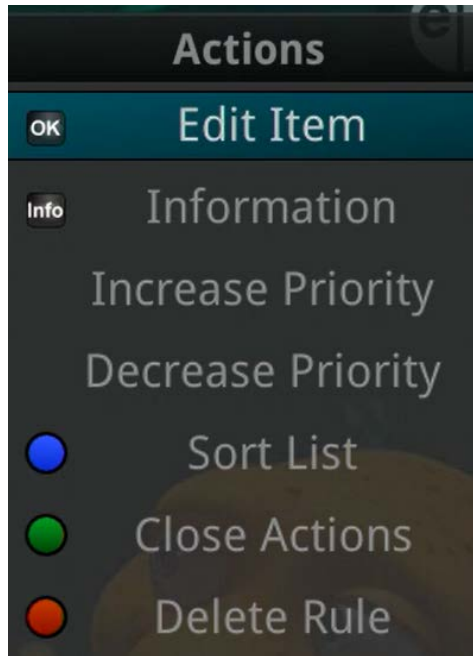 Actions
OK Edit Item
Info Information
Increase Priority
Decrease Priority
Sort List
Close Actions
Delete Rule